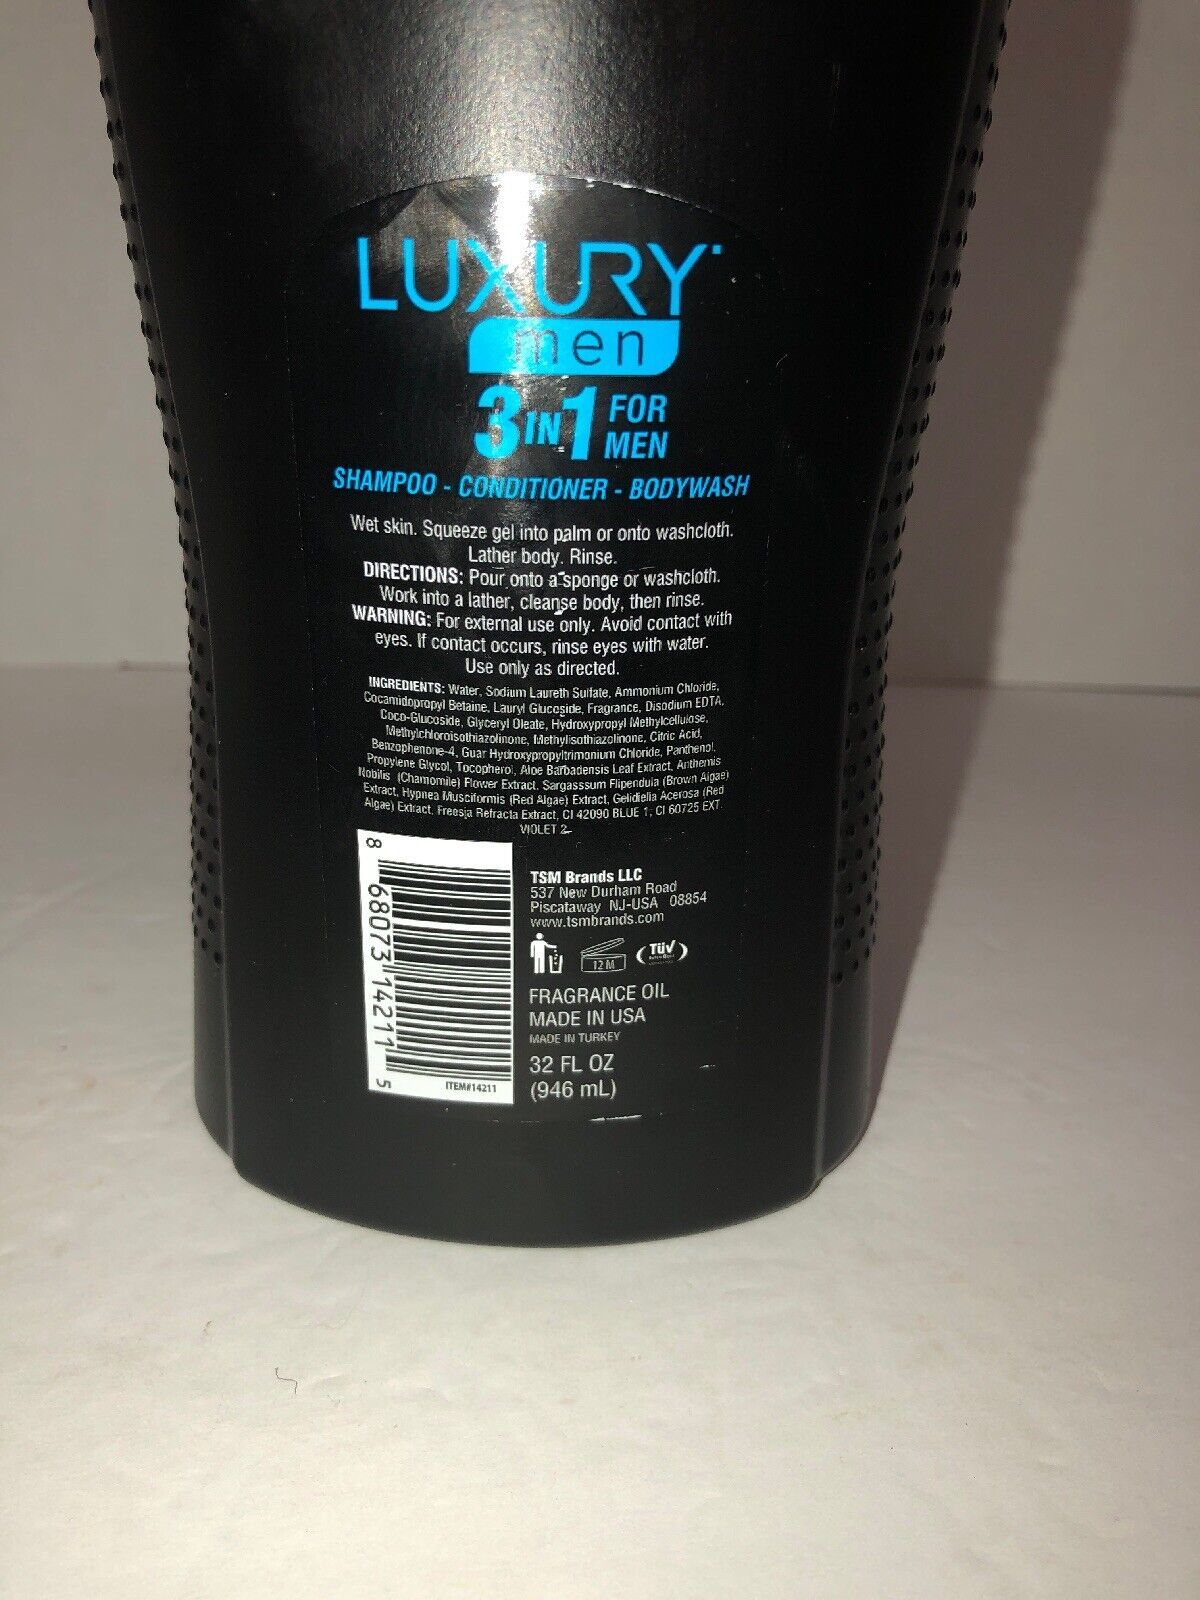 LUXURY
men
3 IN 1 FOR MEN
SHAMPOO - CONDITIONER - BODYWASH
Wet skin. Squeeze gel into palm or onto washcloth.
Lather body. Rinse.
DIRECTIONS: Pour onto a sponge or washcloth.
Work into a lather, cleanse body, then rinse.
WARNING: For external use only. Avoid contact with
eyes. If contact occurs, rinse eyes with water.
Use only as directed.
INGREDIENTS: Water, Sodium Laureth Sulfate, Ammonium Chloride,
Cocamidopropyl Betaine, Lauryl Glucoside, Fragrance, Disodium EDTA,
Coco-Glucoside, Glyceryl Oleate, Hydroxypropyl Methylcellulose,
Methylchloroisothiazolinone, Methylisothiazolinone, Citric Acid,
Benzophenone-4, Guar Hydroxypropyltrimonium Chloride, Panthenol,
Propylene Glycol, Tocopherol, Aloe Barbadensis Leaf Extract, Anthemis
Nobilis (Chamomile) Flower Extract, Sargasssum Flipendula (Brown Algae)
Extract, Hypnea Musciformis (Red Algae) Extract, Gelidiella Acerosa (Red
Algae) Extract, Freesja Refracta Extract, CI 42090 BLUE 1, CI 60725 EXT.
VIOLET 2
8 68073 14211 5
ITEM#14211
TSM Brands LLC
537 New Durham Road
Piscataway NJ-USA 08854
www.tsmbrands.com
12 M
TÜV
FRAGRANCE OIL
MADE IN USA
MADE IN TURKEY
32 FL OZ
(946 mL)